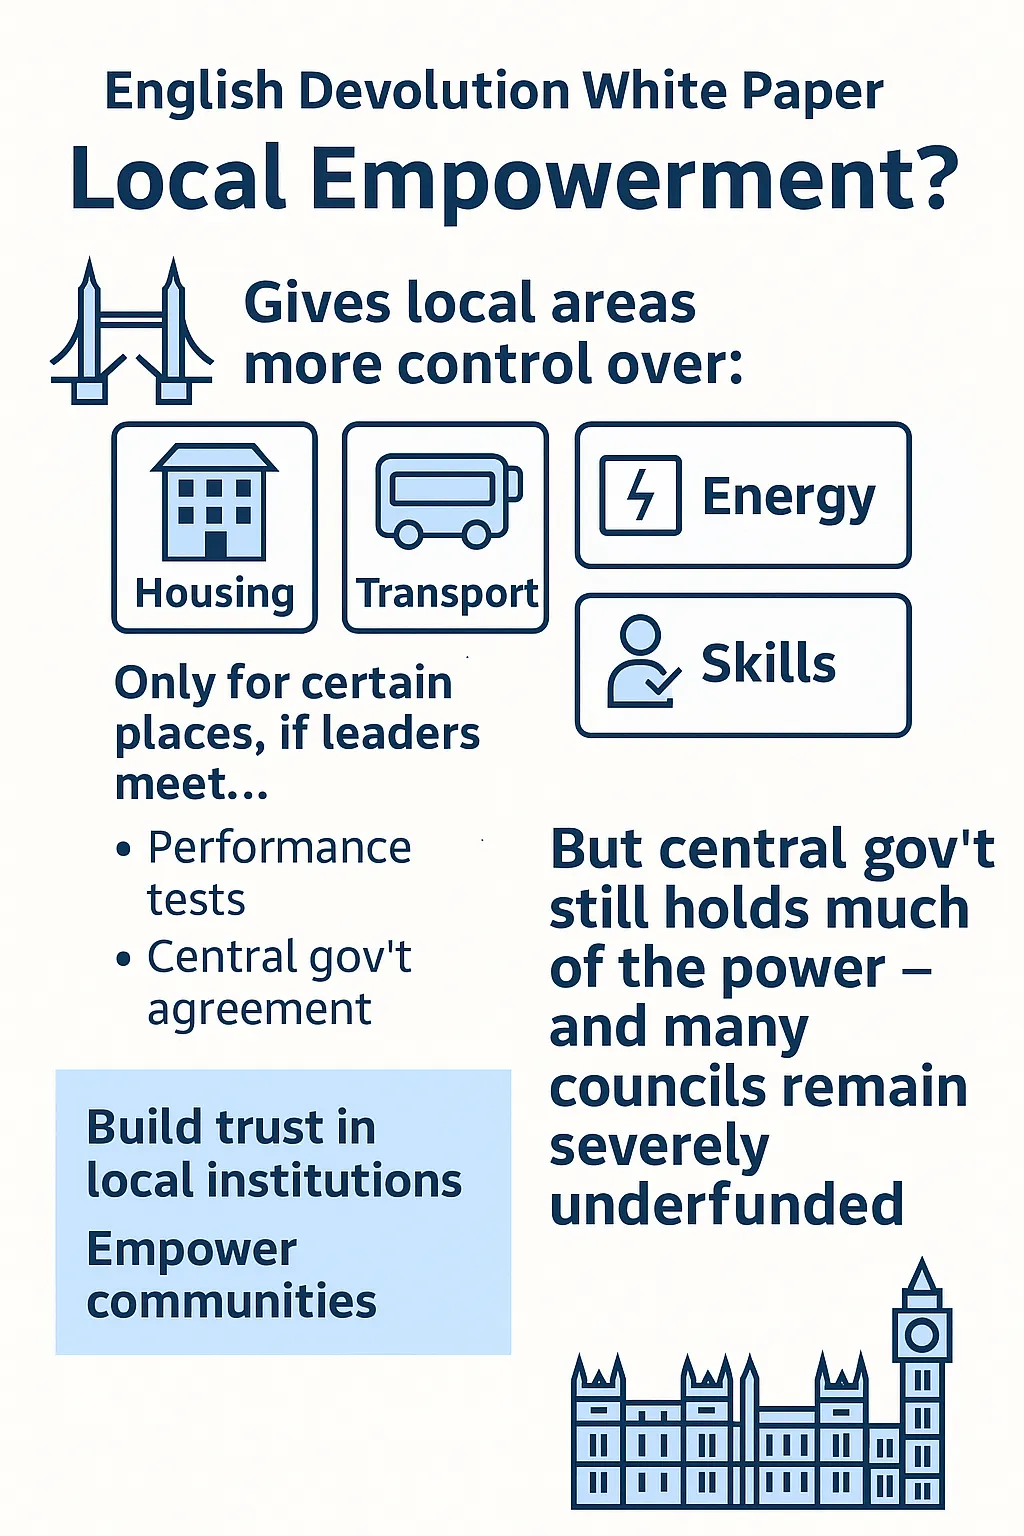 English Devolution White Paper
Local Empowerment?
Gives local areas
more control over:
Housing
Transport
Energy
Skills
Only for certain
places, if leaders
meet...
• Performance
tests
• Central gov't
agreement
But central gov't
still holds much
of the power –
and many
councils remain
severely
underfunded
Build trust in
local institutions
Empower
communities